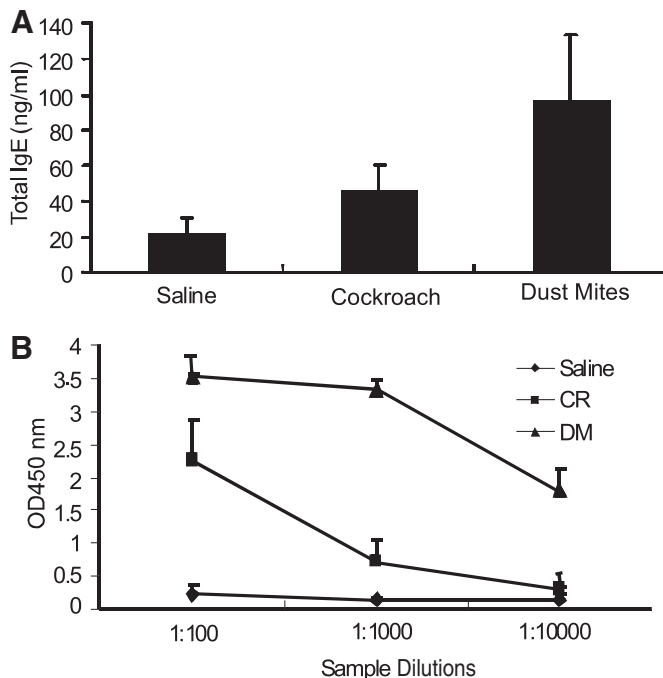 A
Total IgE (ng/ml)
140
120
100
80
60
40
20
0
Saline
Cockroach
Dust Mites
B
OD450 nm
4
3.5
3
2.5
2
1.5
1
0.5
0
Saline
CR
DM
1:100
1:1000
1:10000
Sample Dilutions